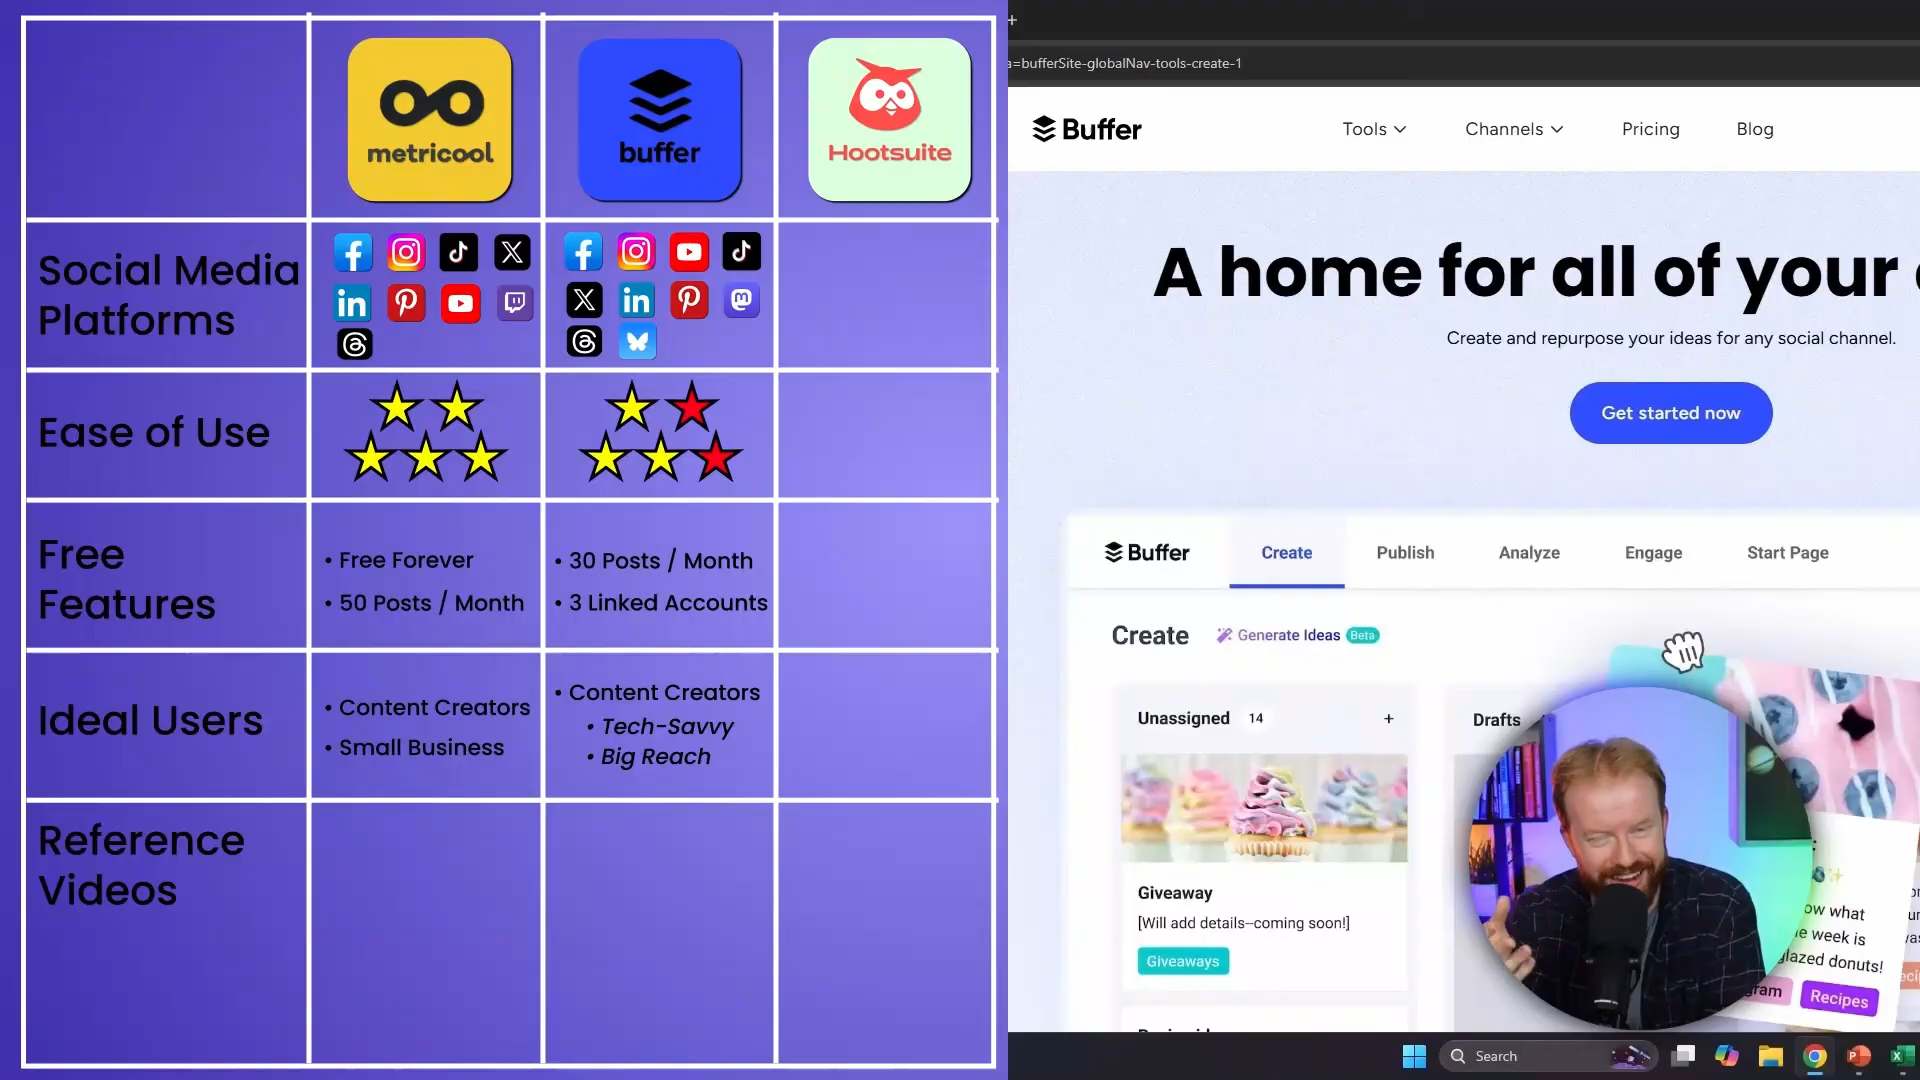 metricool
buffer
Hootsuite
Social Media
Platforms
Ease of Use
Free
Features
• Free Forever
• 50 Posts / Month
• 30 Posts / Month
• 3 Linked Accounts
Ideal Users
• Content Creators
• Small Business
• Content Creators
• Tech-Savvy
• Big Reach
Reference
Videos
a=bufferSite-globalNav-tools-create-1
Buffer
Tools
Channels
Pricing
Blog
A home for all of your
Create and repurpose your ideas for any social channel.
Get started now
Buffer
Create
Publish
Analyze
Engage
Start Page
Create
Generate Ideas
Beta
Unassigned 14 +
Drafts
Giveaway
[Will add details--coming soon!]
Giveaways
what
week is
glazed donuts!
Recipes
Search